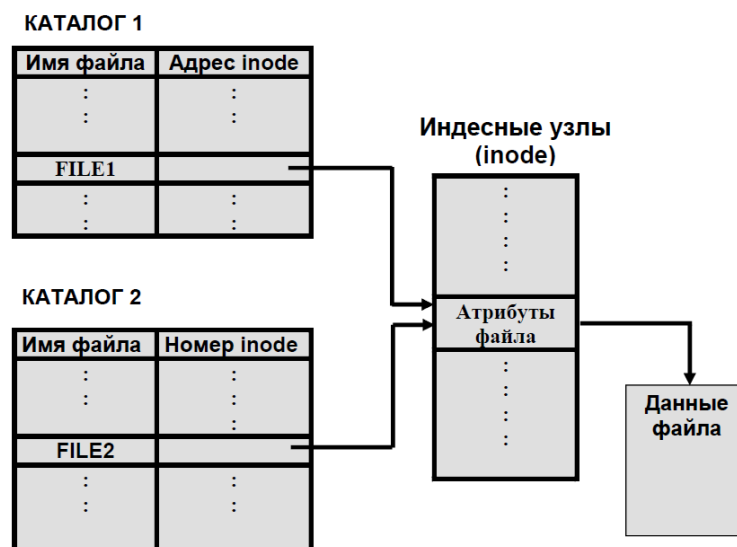 КАТАЛОГ 1
Имя файла Адрес inode
: :
: :
FILE1
: :
: :
Индесные узлы
(inode)
:
:
:
:
Атрибуты
файла
:
:
:
:
КАТАЛОГ 2
Имя файла Номер inode
: :
: :
:
FILE2
: :
: :
Данные
файла